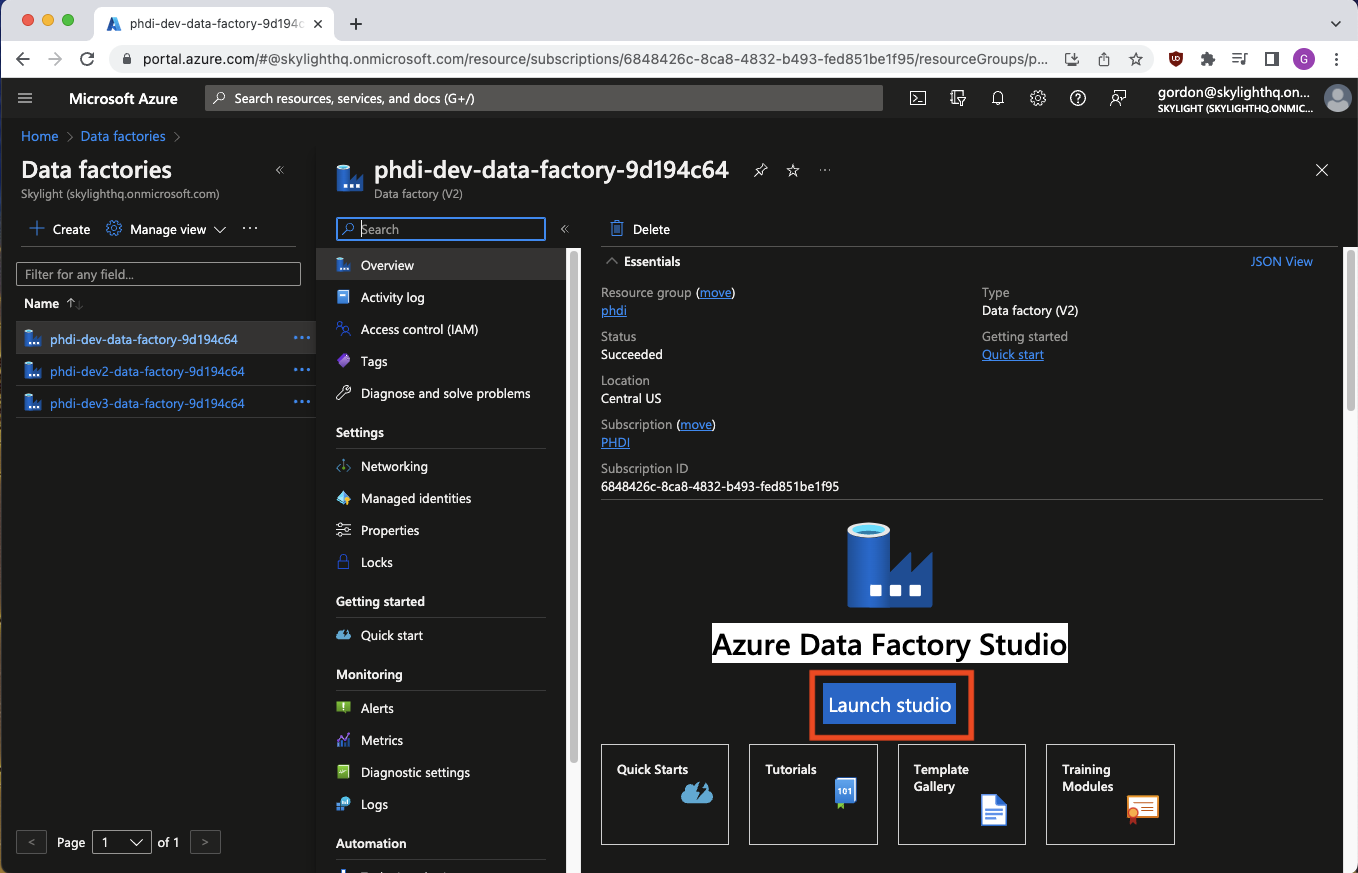 phdi-dev-data-factory-9d194c
portal.azure.com/#@skylighthq.onmicrosoft.com/resource/subscriptions/6848426c-8ca8-4832-b493-fed851be1f95/resourceGroups/p...
G
Microsoft Azure
Search resources, services, and docs (G+/)
gordon@skylighthq.on...
SKYLIGHT (SKYLIGHTHQ.ONMIC...
Home > Data factories >
Data factories
Skylight (skylighthq.onmicrosoft.com)
Create
Manage view
Filter for any field...
Name
phdi-dev-data-factory-9d194c64
phdi-dev2-data-factory-9d194c64
phdi-dev3-data-factory-9d194c64
< Page 1 of 1 >
phdi-dev-data-factory-9d194c64
Data factory (V2)
Search
Overview
Activity log
Access control (IAM)
Tags
Diagnose and solve problems
Settings
Networking
Managed identities
Properties
Locks
Getting started
Quick start
Monitoring
Alerts
Metrics
Diagnostic settings
Logs
Automation
Delete
Essentials
JSON View
Resource group (move)
phdi
Status
Succeeded
Location
Central US
Subscription (move)
PHDI
Subscription ID
6848426c-8ca8-4832-b493-fed851be1f95
Type
Data factory (V2)
Getting started
Quick start
Azure Data Factory Studio
Launch studio
Quick Starts
Tutorials
101
Template
Gallery
Training
Modules